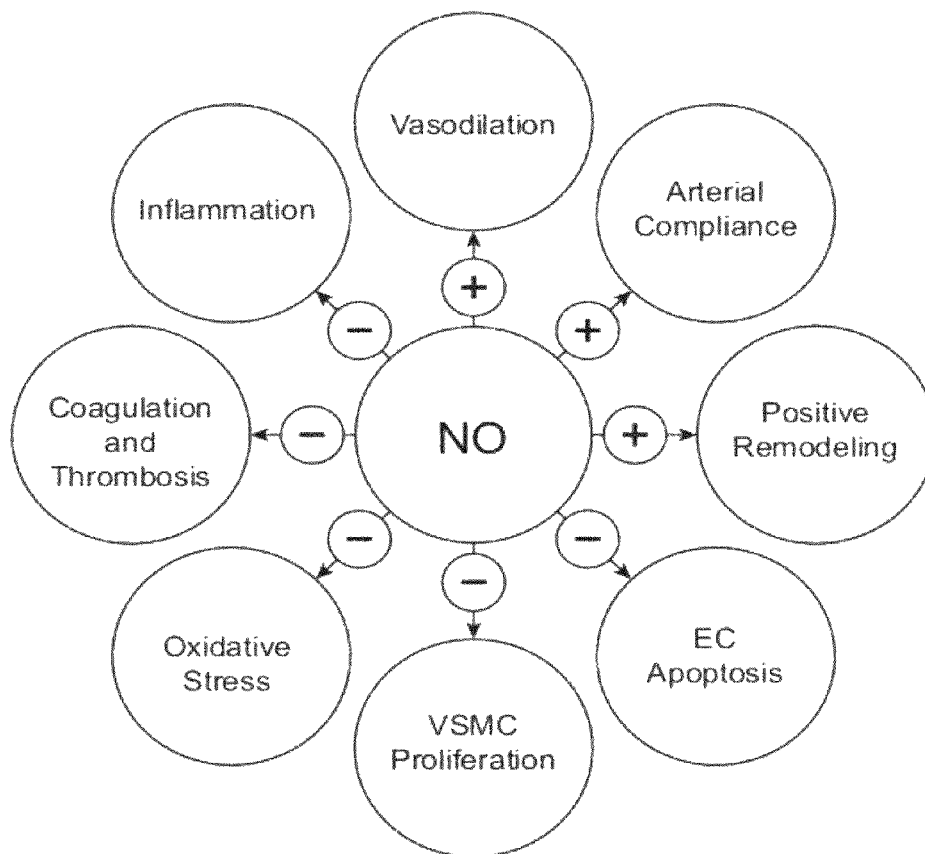 Vasodilation
Arterial
Compliance
Inflammation
+
+
−
Coagulation
and
Thrombosis
−
NO
+
Positive
Remodeling
−
−
−
Oxidative
Stress
EC
Apoptosis
VSMC
Proliferation